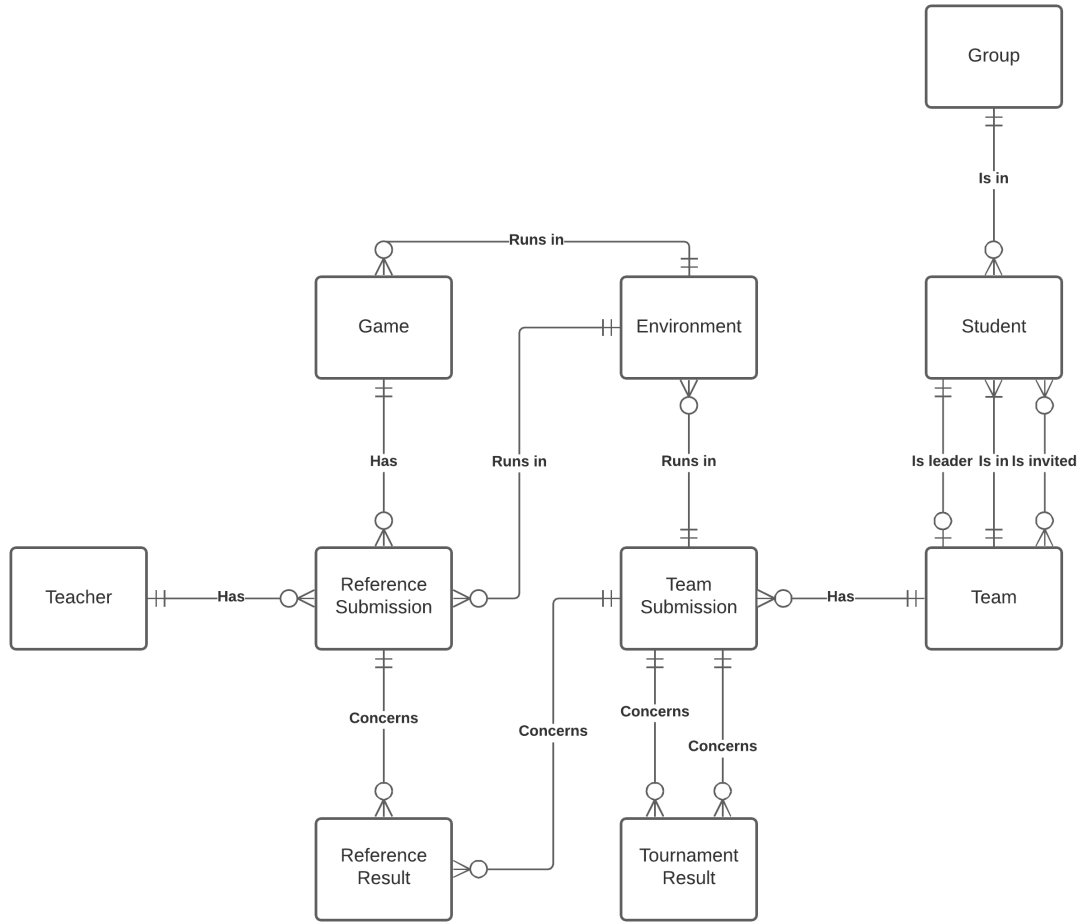 Group
Is in
Runs in
Game
Environment
Student
Has
Runs in
Runs in
Is leader
Is in
Is invited
Teacher
Has
Reference
Submission
Team
Submission
Has
Team
Concerns
Concerns
Concerns
Concerns
Reference
Result
Tournament
Result